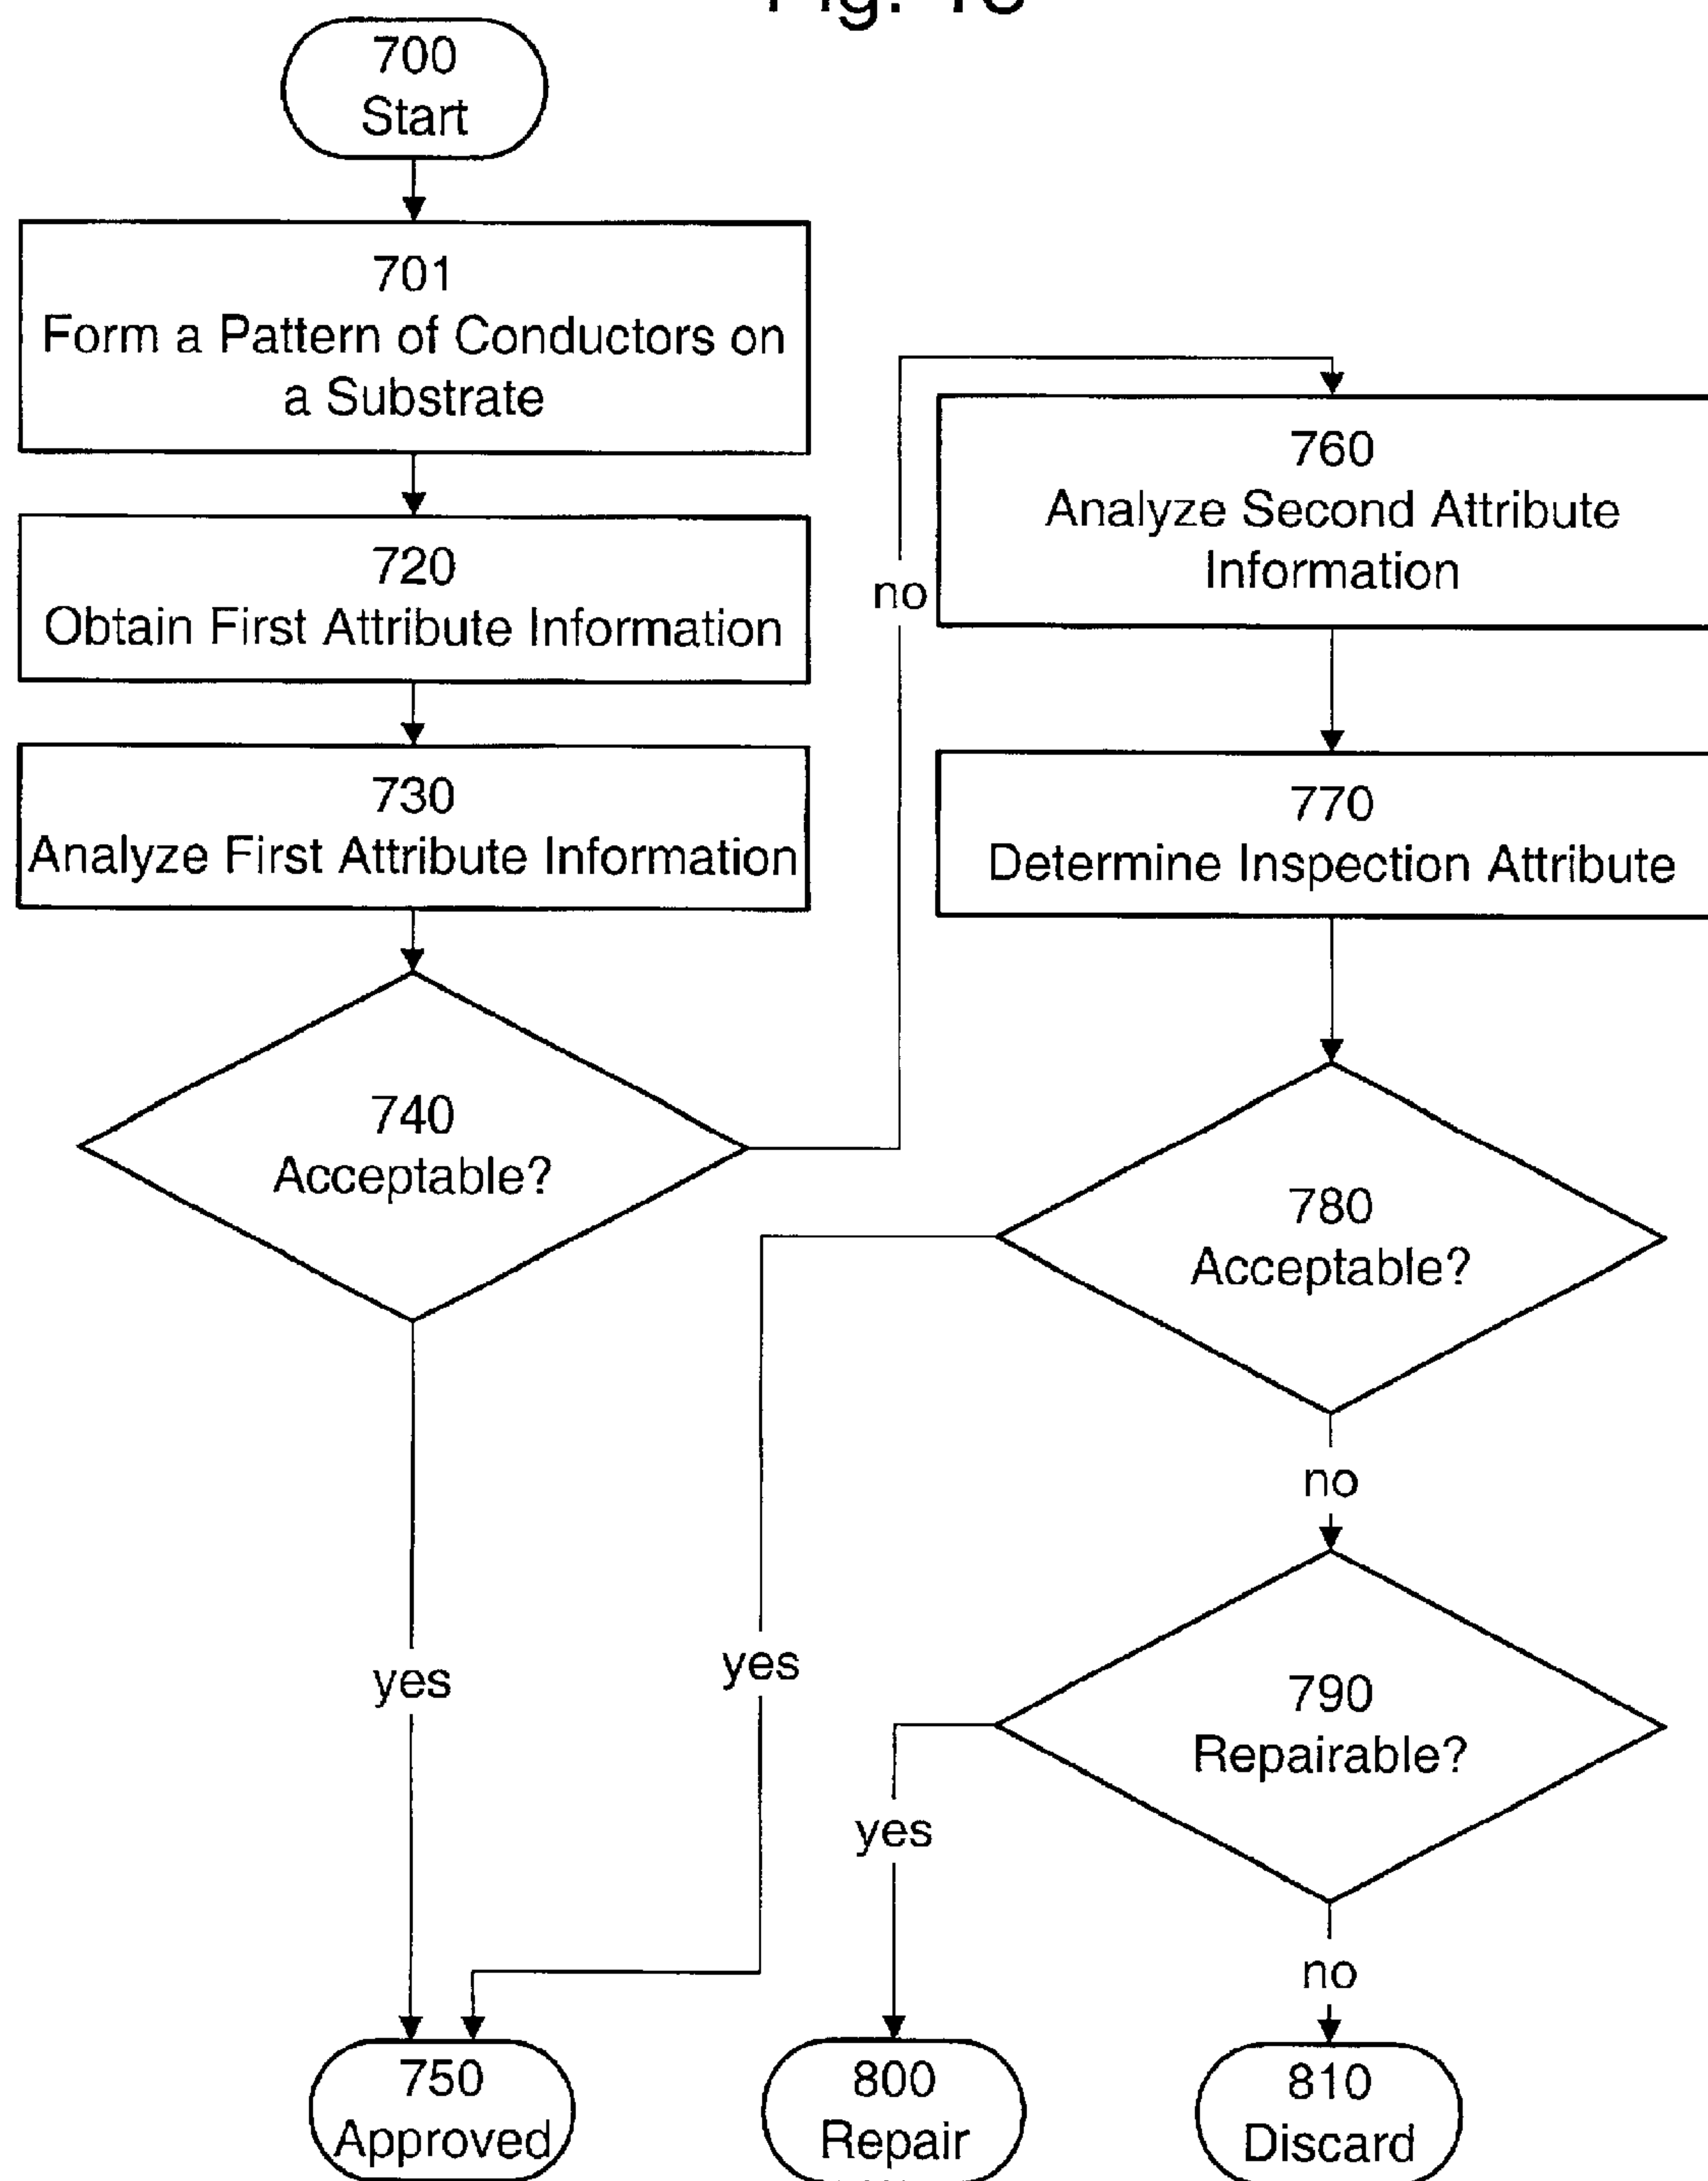 700
Start
701
Form a Pattern of Conductors on
a Substrate
720
Obtain First Attribute Information
730
Analyze First Attribute Information
740
Acceptable?
no
760
Analyze Second Attribute
Information
770
Determine Inspection Attribute
780
Acceptable?
no
790
Repairable?
yes
yes
yes
no
750
Approved
800
Repair
810
Discard